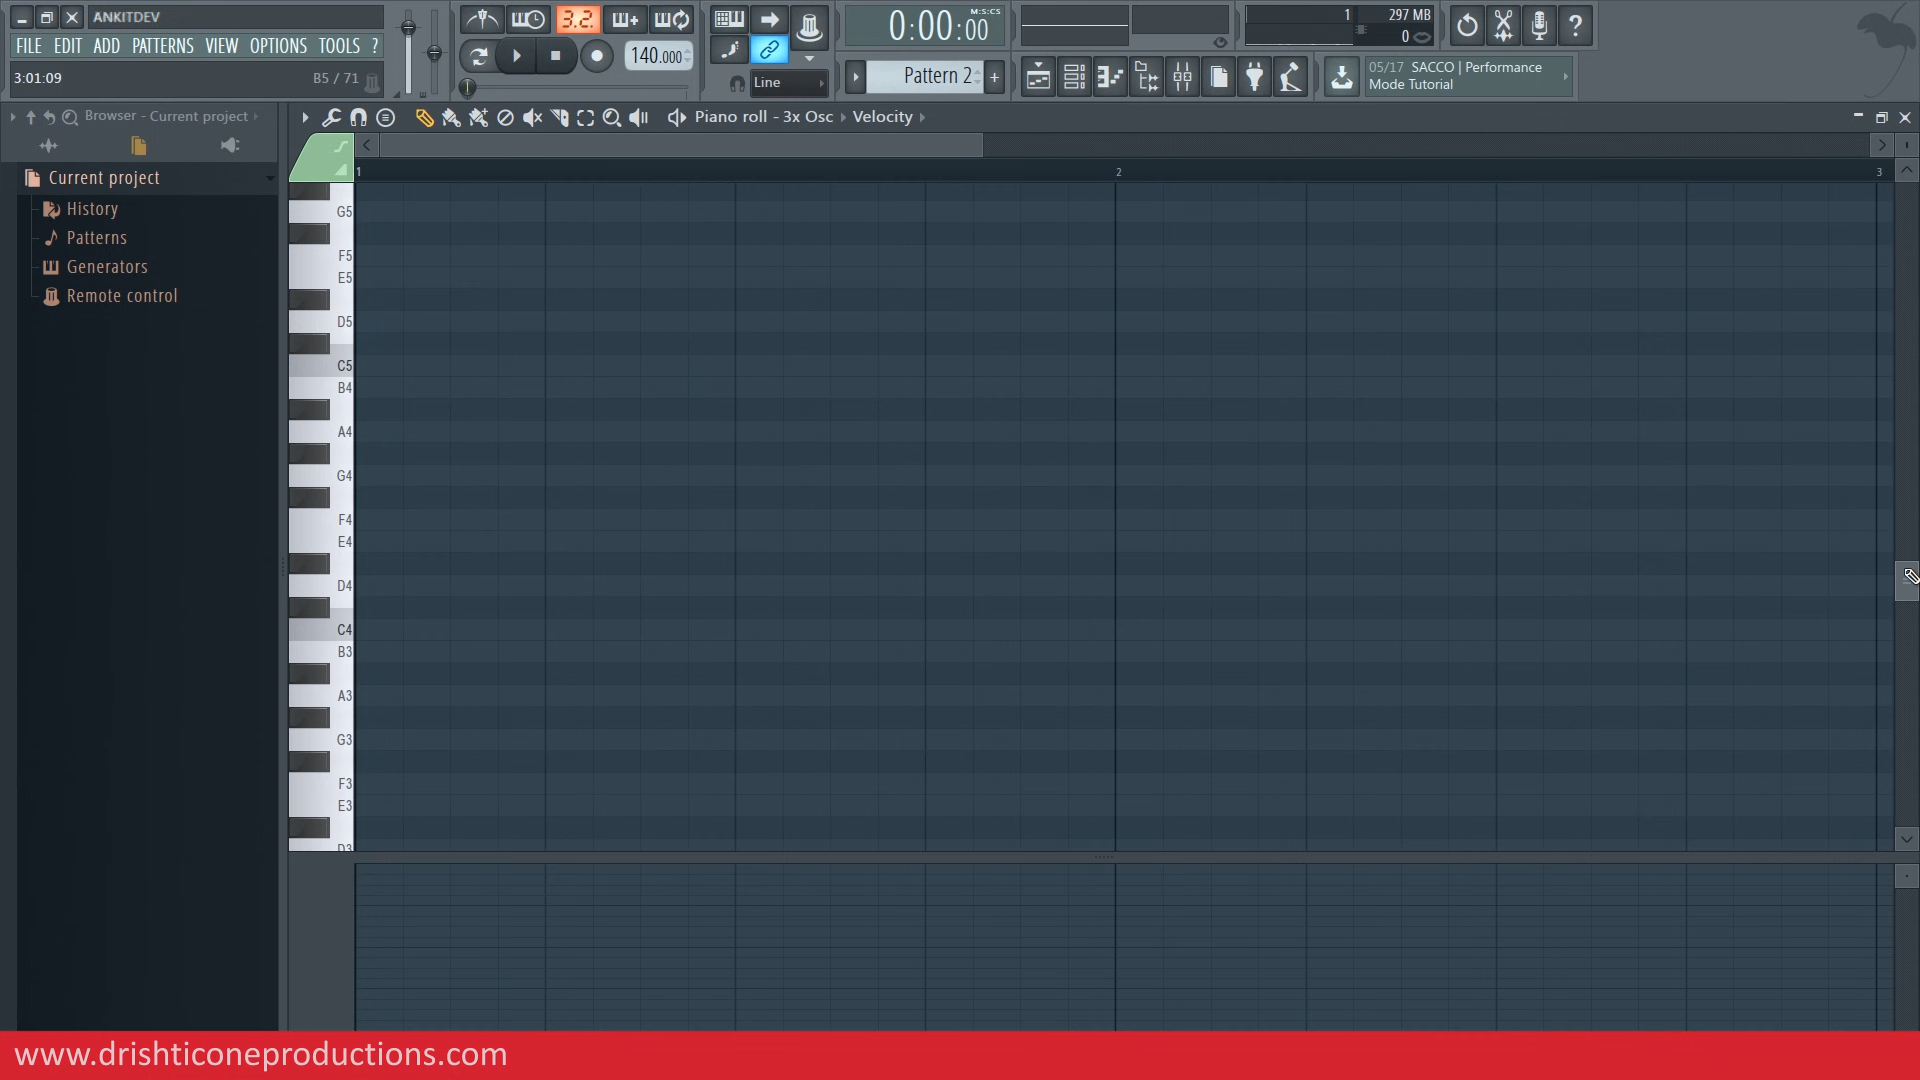 ANKITDEV
FILE EDIT ADD PATTERNS VIEW OPTIONS TOOLS ?
3:01:09 B5 / 71
3.2.
140.000
Line
0:00:00 M:S:CS
Pattern 2
1 297 MB
0
?
05/17 SACCO | Performance
Mode Tutorial
Browser - Current project
Piano roll - 3x Osc Velocity
Current project
History
Patterns
Generators
Remote control
1 2 3
G5
F5
E5
D5
C5
B4
A4
G4
F4
E4
D4
C4
B3
A3
G3
F3
E3
D3
www.drishticoneproductions.com